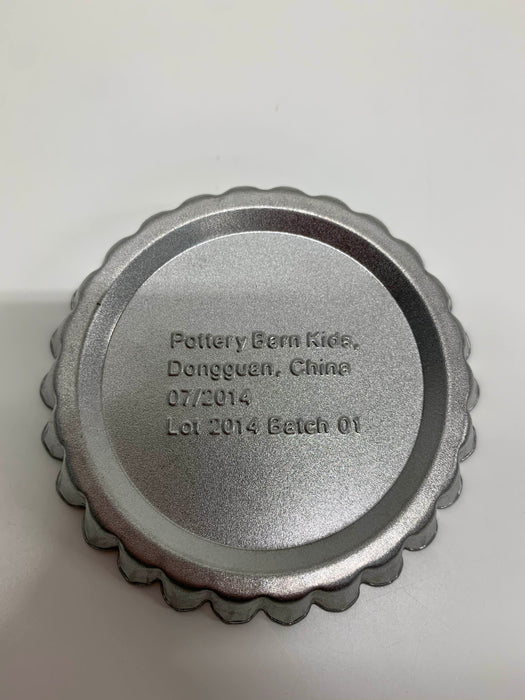 Pottery Barn Kids,
Dongguan, China
07/2014
Lot 2014 Batch 01